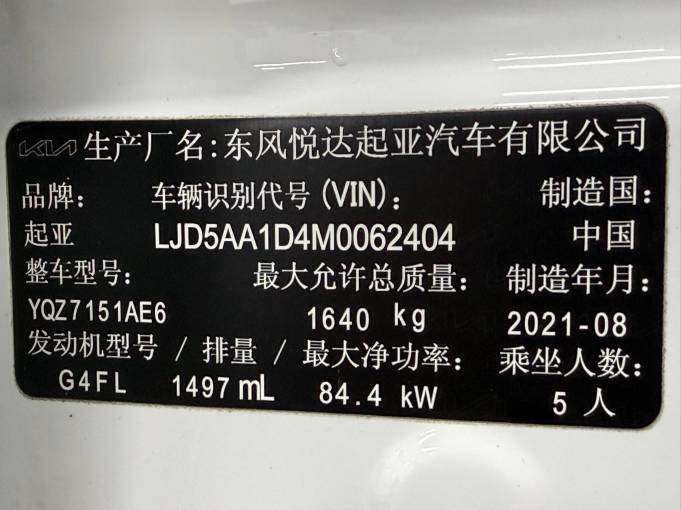 KIA 生产厂名:东风悦达起亚汽车有限公司
品牌: 车辆识别代号(VIN): 制造国:
起亚 LJD5AA1D4M0062404 中国
整车型号: 最大允许总质量: 制造年月:
YQZ7151AE6 1640 kg 2021-08
发动机型号 / 排量 / 最大净功率: 乘坐人数:
G4FL 1497 mL 84.4 kW 5 人